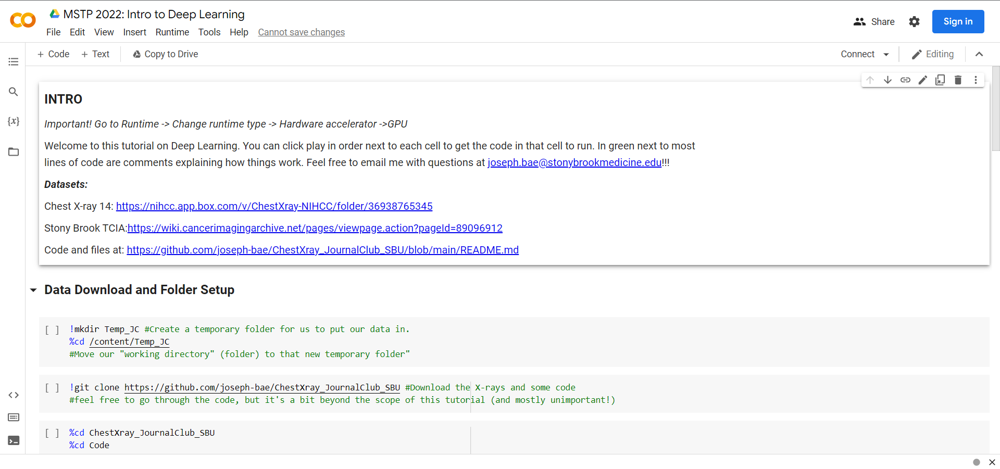 MSTP 2022: Intro to Deep Learning
File Edit View Insert Runtime Tools Help Cannot save changes
Share
Sign in
+ Code + Text Copy to Drive
Connect
Editing
{x}
INTRO
Important! Go to Runtime -> Change runtime type -> Hardware accelerator ->GPU
Welcome to this tutorial on Deep Learning. You can click play in order next to each cell to get the code in that cell to run. In green next to most
lines of code are comments explaining how things work. Feel free to email me with questions at joseph.bae@stonybrookmedicine.edu!!!
Datasets:
Chest X-ray 14: https://nihcc.app.box.com/v/ChestXray-NIHCC/folder/36938765345
Stony Brook TCIA:https://wiki.cancerimagingarchive.net/pages/viewpage.action?pageId=89096912
Code and files at: https://github.com/joseph-bae/ChestXray_JournalClub_SBU/blob/main/README.md
Data Download and Folder Setup
[ ] !mkdir Temp_JC #Create a temporary folder for us to put our data in.
%cd /content/Temp_JC
#Move our "working directory" (folder) to that new temporary folder"
[ ] !git clone https://github.com/joseph-bae/ChestXray_JournalClub_SBU #Download the X-rays and some code
#feel free to go through the code, but it's a bit beyond the scope of this tutorial (and mostly unimportant!)
[ ] %cd ChestXray_JournalClub_SBU
%cd Code